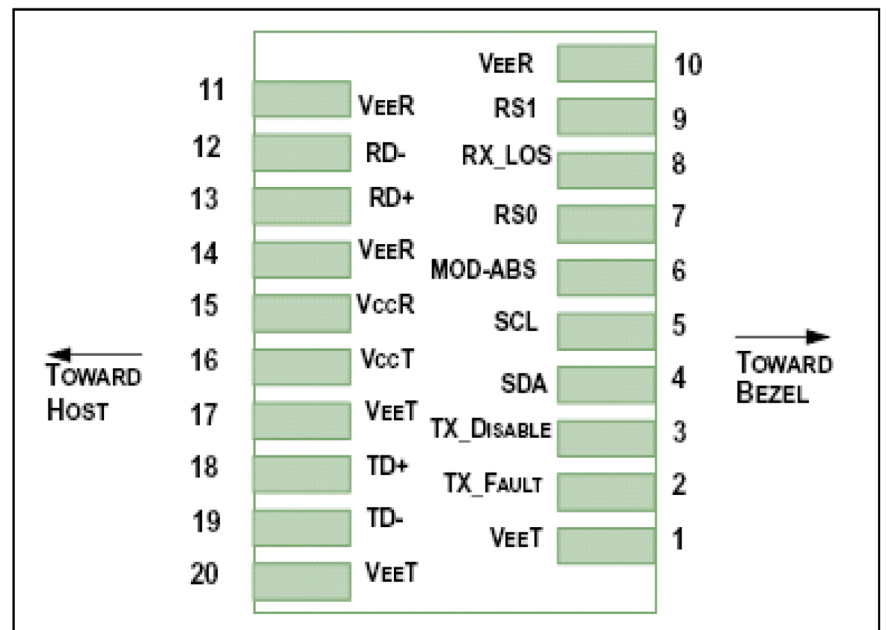 VEER 10
11 VEER
RS1 9
12 RD-
RX_LOS 8
13 RD+
RS0 7
14 VEER
MOD-ABS 6
15 VccR
SCL 5
16 VccT
SDA 4
17 VEET
TX_DISABLE 3
18 TD+
TX_FAULT 2
19 TD-
VEET 1
20 VEET
TOWARD
HOST
TOWARD
BEZEL